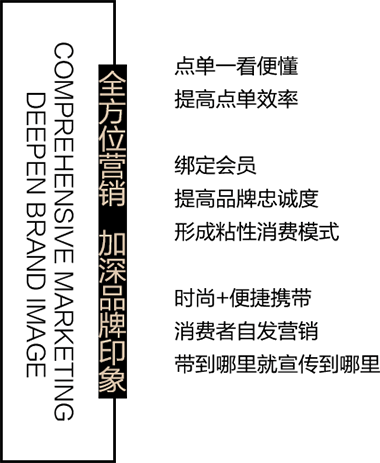 COMPREHENSIVE MARKETING
DEEPEN BRAND IMAGE
全方位营销 加深品牌印象
点单一看便懂
提高点单效率
绑定会员
提高品牌忠诚度
形成粘性消费模式
时尚+便捷携带
消费者自发营销
带到哪里就宣传到哪里